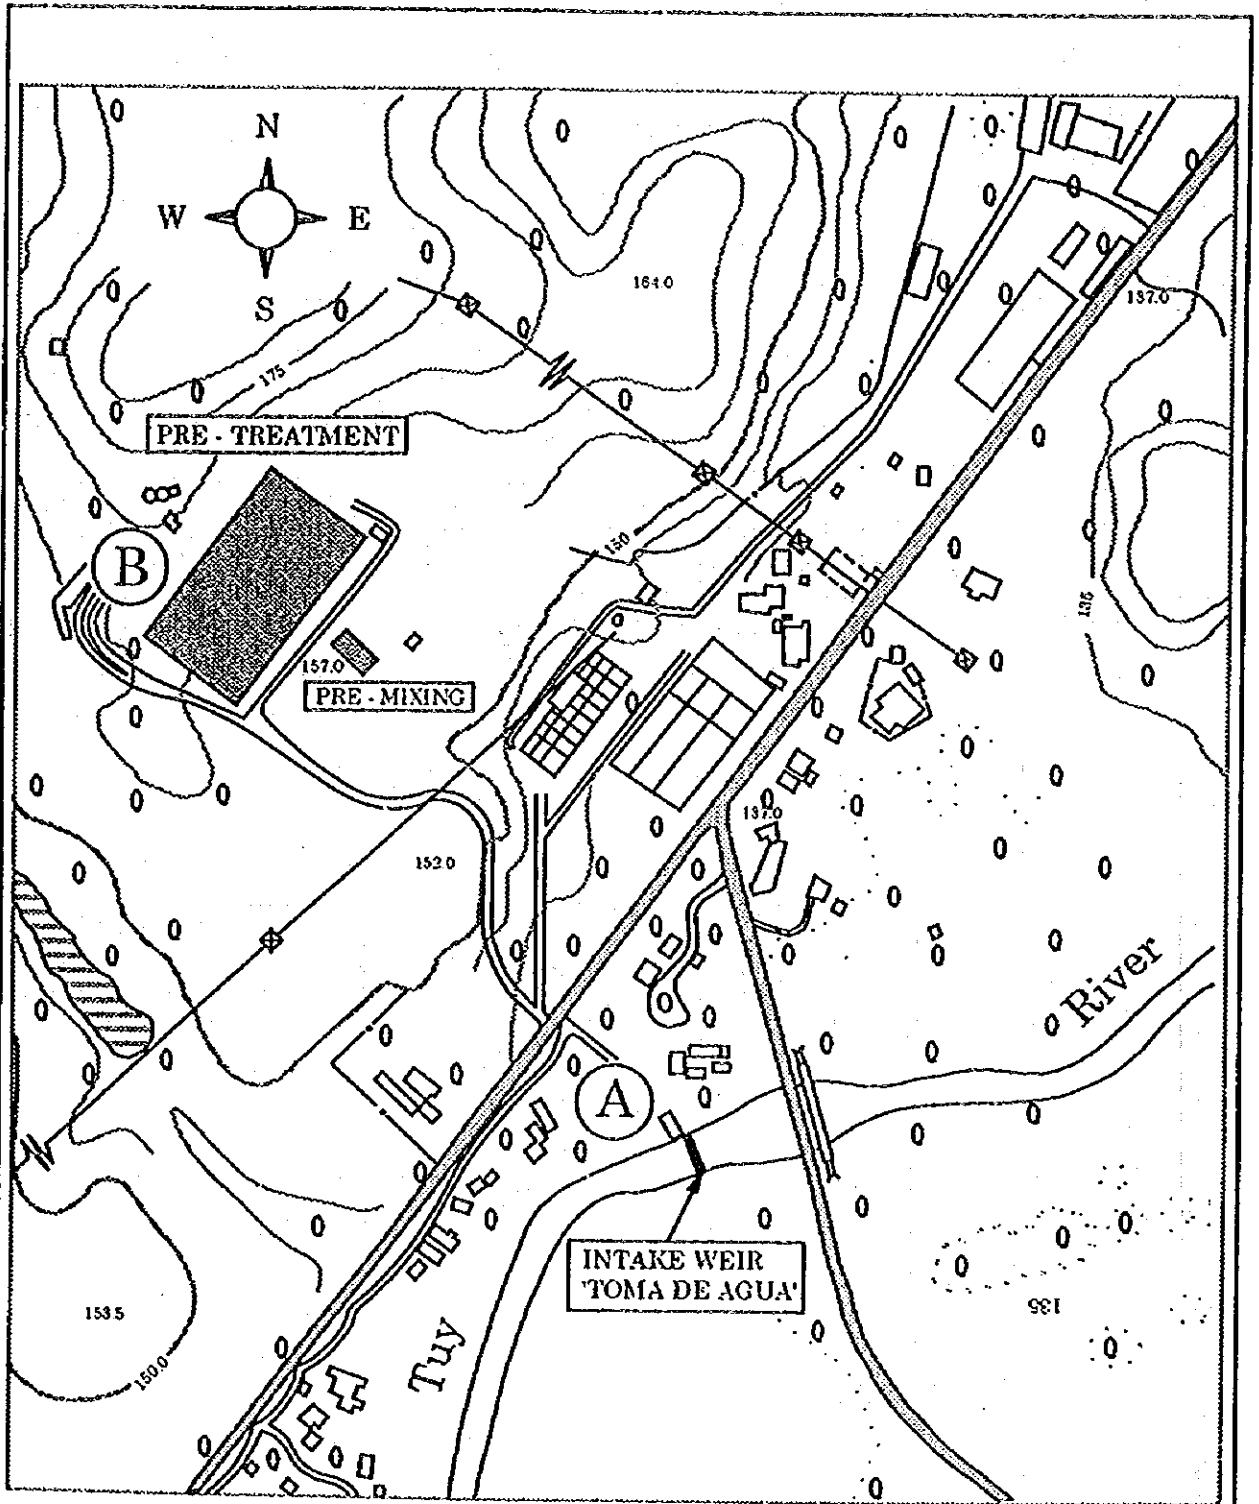 N
W E
S
164.0
137.0
175
PRE - TREATMENT
150
B
135
157.0
PRE - MIXING
137.0
152.0
River
A
INTAKE WEIR
'TOMA DE AGUA'
135
153.5
150.0
Tuy